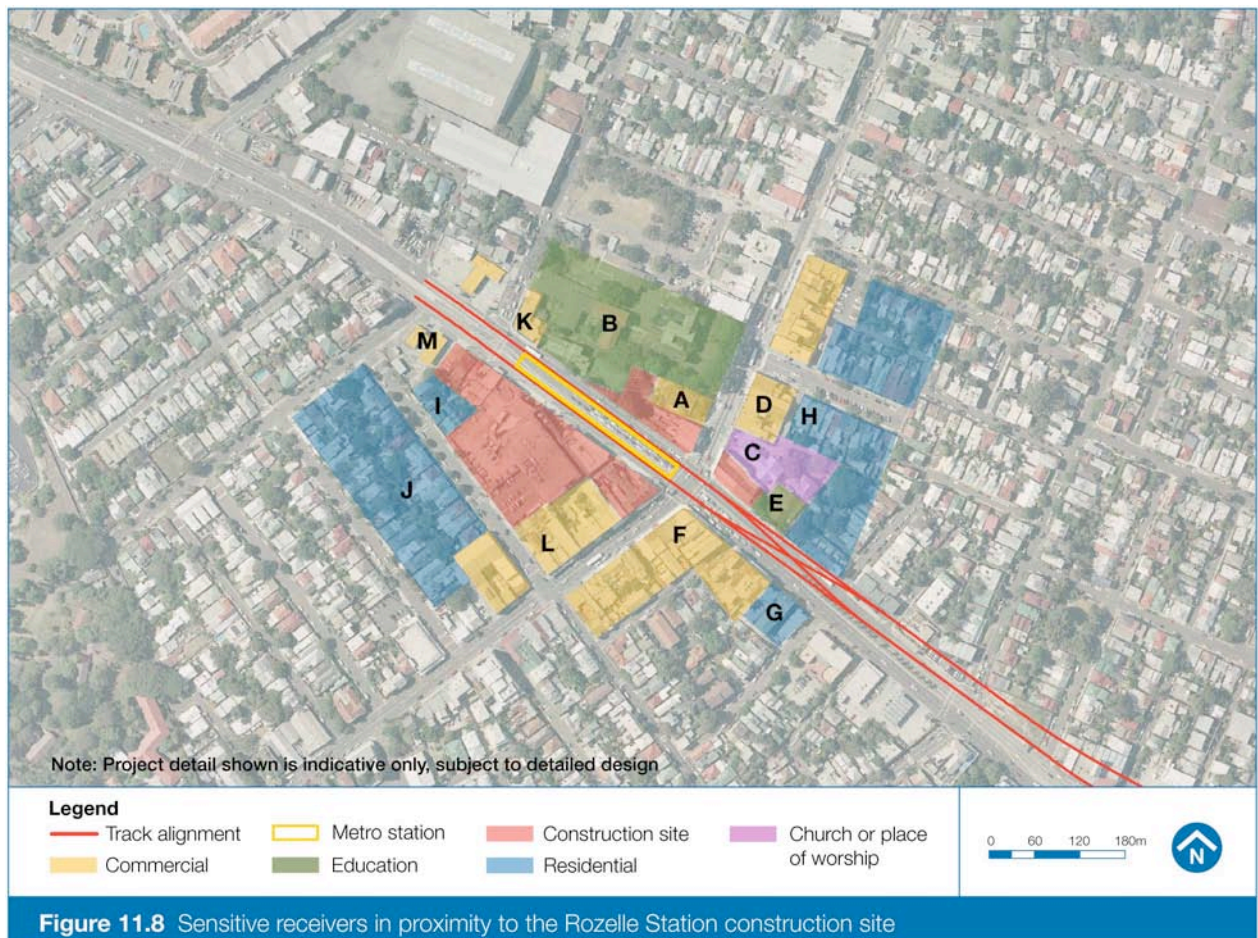 K
B
M
A
I
D
H
C
J
E
L
F
G
Note: Project detail shown is indicative only, subject to detailed design
Legend
Track alignment
Metro station
Construction site
Church or place
of worship
Commercial
Education
Residential
0 60 120 180m
N
Figure 11.8 Sensitive receivers in proximity to the Rozelle Station construction site